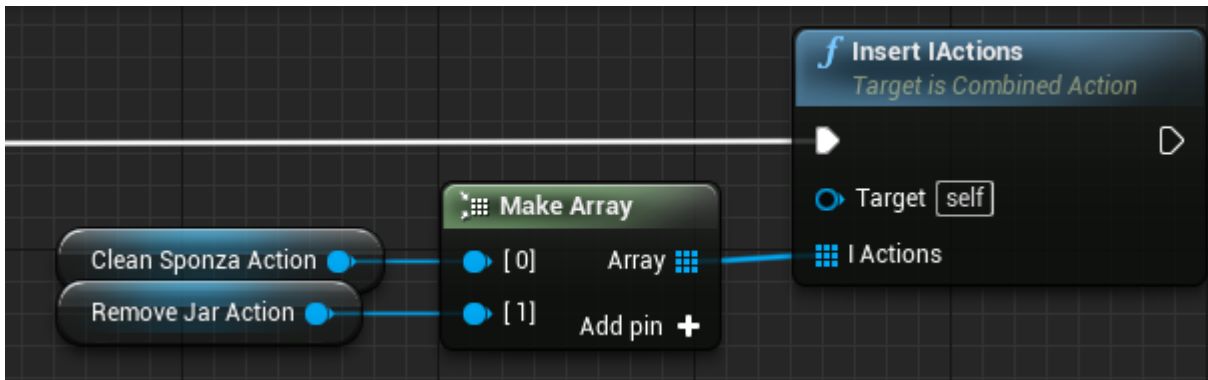 f Insert IActions
Target is Combined Action
Target self
I Actions
Make Array
[0] Array
[1]
Add pin +
Clean Sponza Action
Remove Jar Action